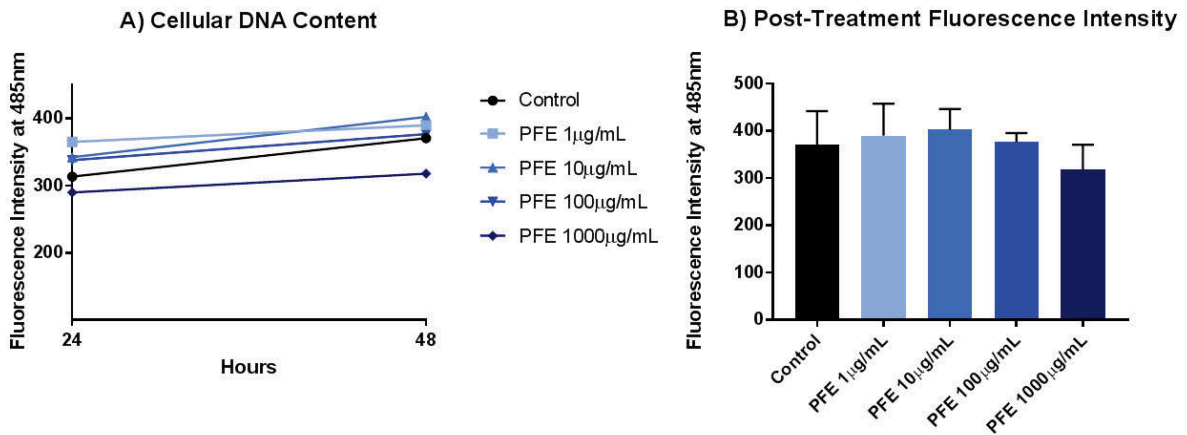 A) Cellular DNA Content
Fluorescence Intensity at 485nm
400
300
200
24
48
Hours
Control
PFE 1μg/mL
PFE 10μg/mL
PFE 100μg/mL
PFE 1000μg/mL
B) Post-Treatment Fluorescence Intensity
Fluorescence Intensity at 485nm
500
400
300
200
100
0
Control
PFE 1μg/mL
PFE 10μg/mL
PFE 100μg/mL
PFE 1000μg/mL